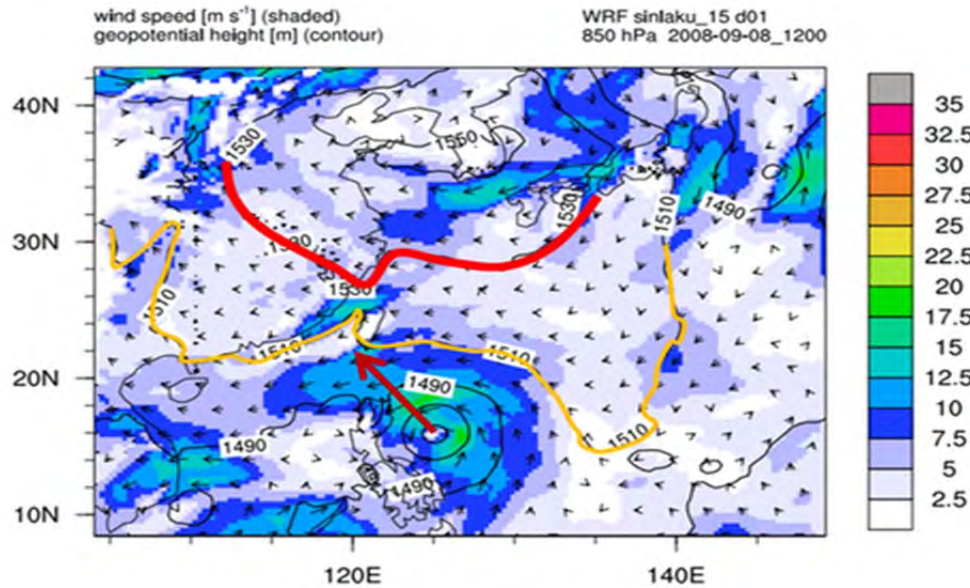 wind speed [m s⁻¹] (shaded)
geopotential height [m] (contour)
WRF sinlaku_15 d01
850 hPa 2008-09-08_1200
40N
30N
20N
10N
120E
140E
1530
1550
1530
1510
1490
1530
1510
1510
1510
1490
1510
1490
1490
35
32.5
30
27.5
25
22.5
20
17.5
15
12.5
10
7.5
5
2.5